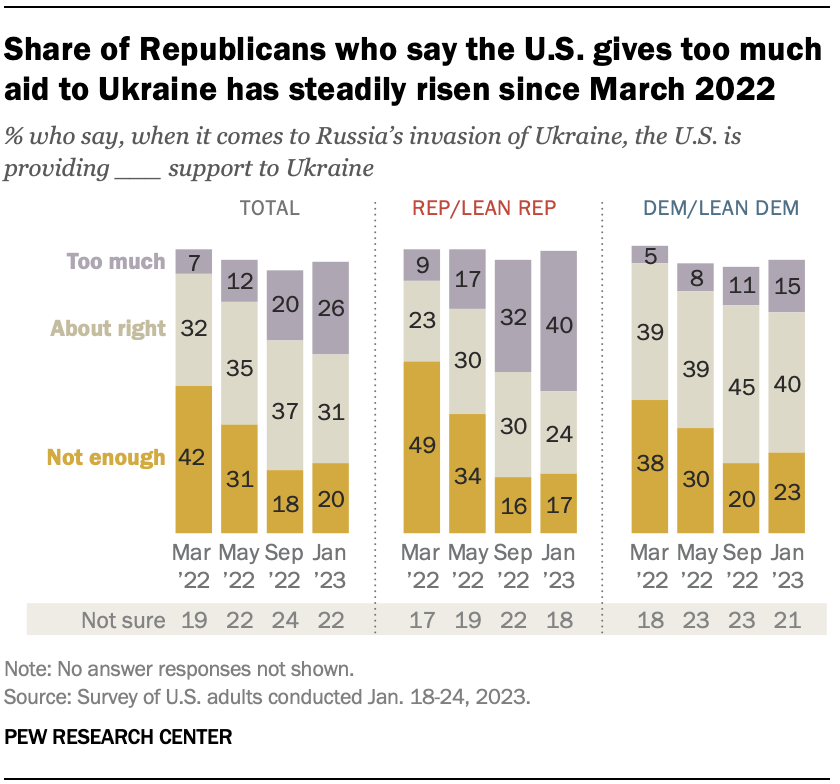 Share of Republicans who say the U.S. gives too much
aid to Ukraine has steadily risen since March 2022
% who say, when it comes to Russia’s invasion of Ukraine, the U.S. is
providing ___ support to Ukraine
TOTAL
REP/LEAN REP
DEM/LEAN DEM
Too much
About right
Not enough
7 12 20 26
32 35 37 31
42 31 18 20
9 17 32 40
23 30 30 24
49 34 16 17
5 8 11 15
39 39 45 40
38 30 20 23
Mar May Sep Jan Mar May Sep Jan Mar May Sep Jan
’22 ’22 ’22 ’23 ’22 ’22 ’22 ’23 ’22 ’22 ’22 ’23
Not sure 19 22 24 22 17 19 22 18 18 23 23 21
Note: No answer responses not shown.
Source: Survey of U.S. adults conducted Jan. 18-24, 2023.
PEW RESEARCH CENTER